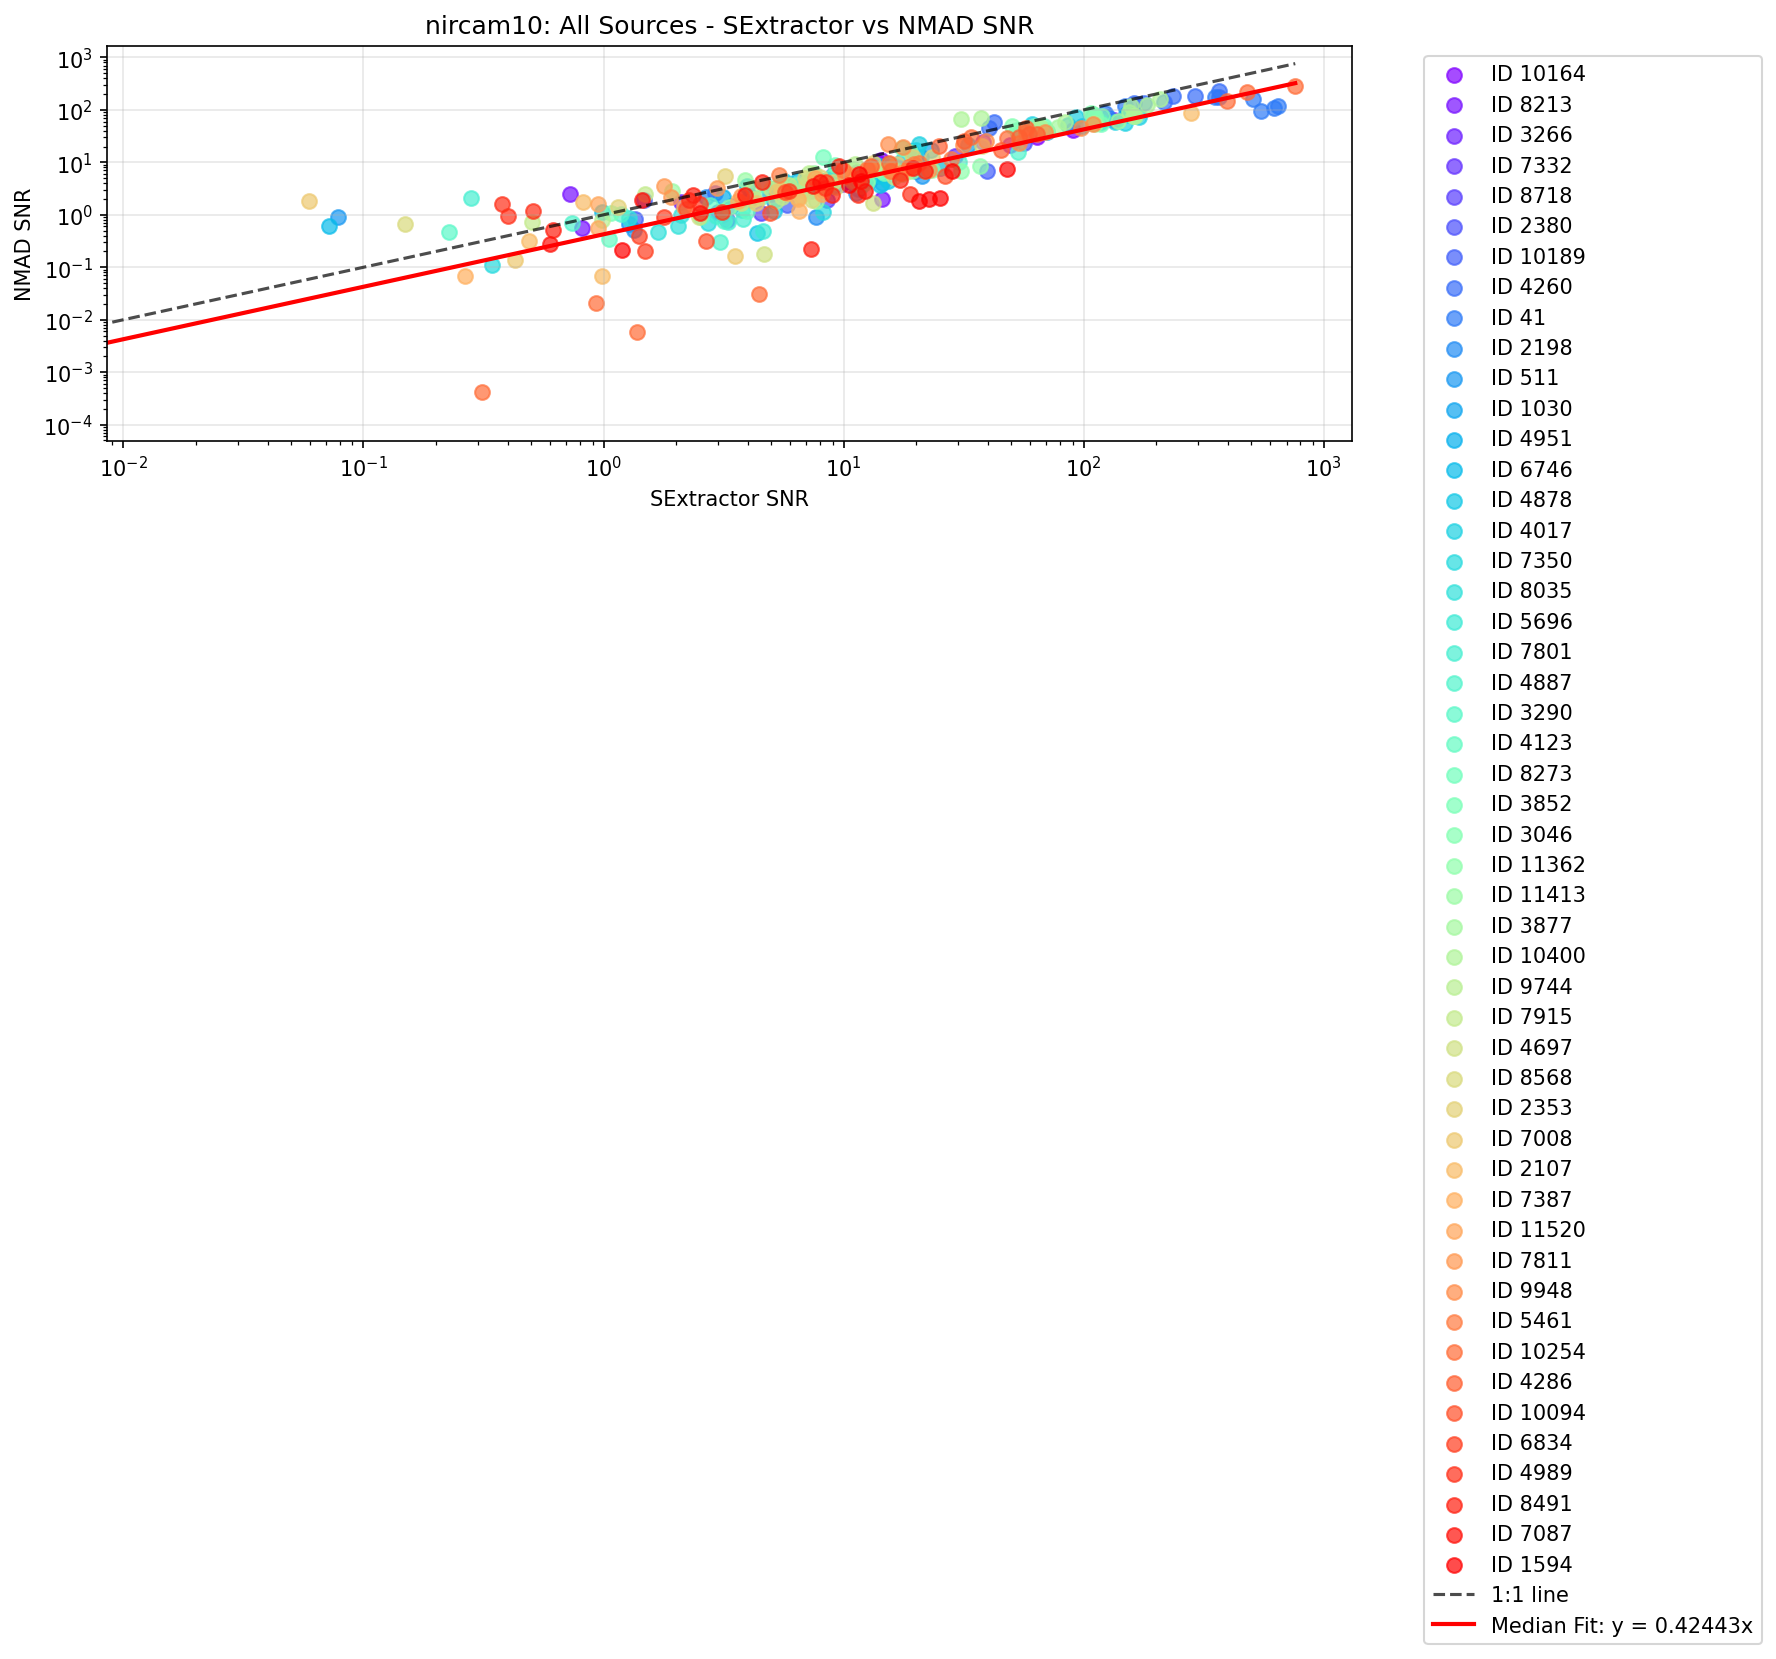 nircam10: All Sources - SExtractor vs NMAD SNR
NMAD SNR
10³
10²
10¹
10⁰
10⁻¹
10⁻²
10⁻³
10⁻⁴
10⁻² 10⁻¹ 10⁰ 10¹ 10² 10³
SExtractor SNR
ID 10164
ID 8213
ID 3266
ID 7332
ID 8718
ID 2380
ID 10189
ID 4260
ID 41
ID 2198
ID 511
ID 1030
ID 4951
ID 6746
ID 4878
ID 4017
ID 7350
ID 8035
ID 5696
ID 7801
ID 4887
ID 3290
ID 4123
ID 8273
ID 3852
ID 3046
ID 11362
ID 11413
ID 3877
ID 10400
ID 9744
ID 7915
ID 4697
ID 8568
ID 2353
ID 7008
ID 2107
ID 7387
ID 11520
ID 7811
ID 9948
ID 5461
ID 10254
ID 4286
ID 10094
ID 6834
ID 4989
ID 8491
ID 7087
ID 1594
1:1 line
Median Fit: y = 0.42443x